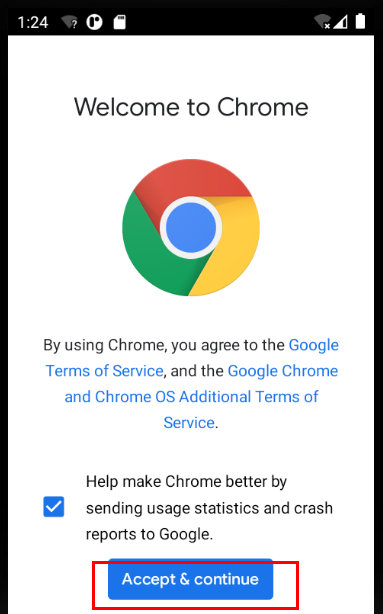 1:24
Welcome to Chrome
By using Chrome, you agree to the Google
Terms of Service, and the Google Chrome
and Chrome OS Additional Terms of
Service.
Help make Chrome better by
sending usage statistics and crash
reports to Google.
Accept & continue